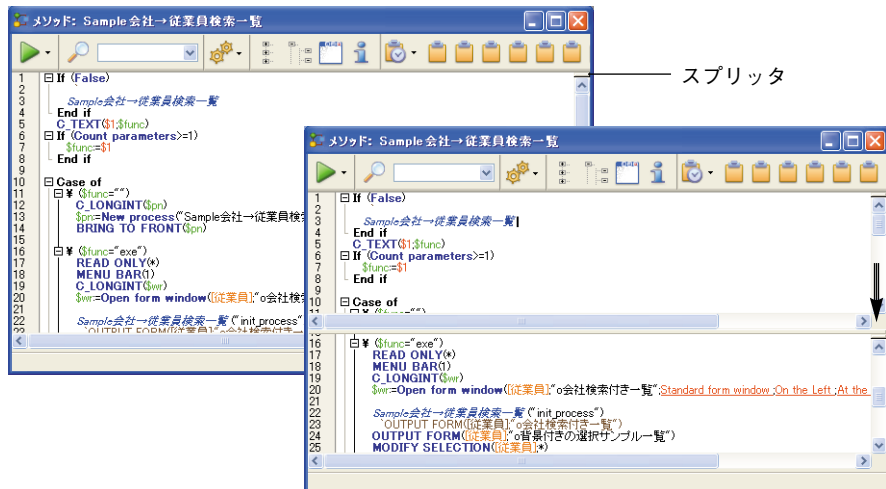 メソッド: Sample会社→従業員検索一覧
スプリッタ
1 If (False)
2 `
3 Sample会社→従業員検索一覧
4 End if
5 C_TEXT($1;$func)
6 If (Count parameters>=1)
7 $func:=$1
8 End if
9
10 Case of
11 ¥ ($func="")
12 C_LONGINT($pn)
13 $pn:=New process("Sample会社→従業員検
14 BRING TO FRONT($pn)
15
16 ¥ ($func="exe")
17 READ ONLY(*)
18 MENU BAR(1)
19 C_LONGINT($wr)
20 $wr:=Open form window([従業員];"o会社検索
21
22 Sample会社→従業員検索一覧 ("init_process"
23 `OUTPUT FORM([従業員];"o会社検索付き一
メソッド: Sample会社→従業員検索一覧
1 If (False)
2 `
3 Sample会社→従業員検索一覧
4 End if
5 C_TEXT($1;$func)
6 If (Count parameters>=1)
7 $func:=$1
8 End if
9
10 Case of
11 ¥ ($func="")
15
16 ¥ ($func="exe")
17 READ ONLY(*)
18 MENU BAR(1)
19 C_LONGINT($wr)
20 $wr:=Open form window([従業員];"o会社検索付き一覧";Standard form window ;On the Left ;At the
21
22 Sample会社→従業員検索一覧 ("init_process")
23 `OUTPUT FORM([従業員];"o会社検索付き一覧")
24 OUTPUT FORM([従業員];"o背景付きの選択サンプル一覧")
25 MODIFY SELECTION([従業員];*)